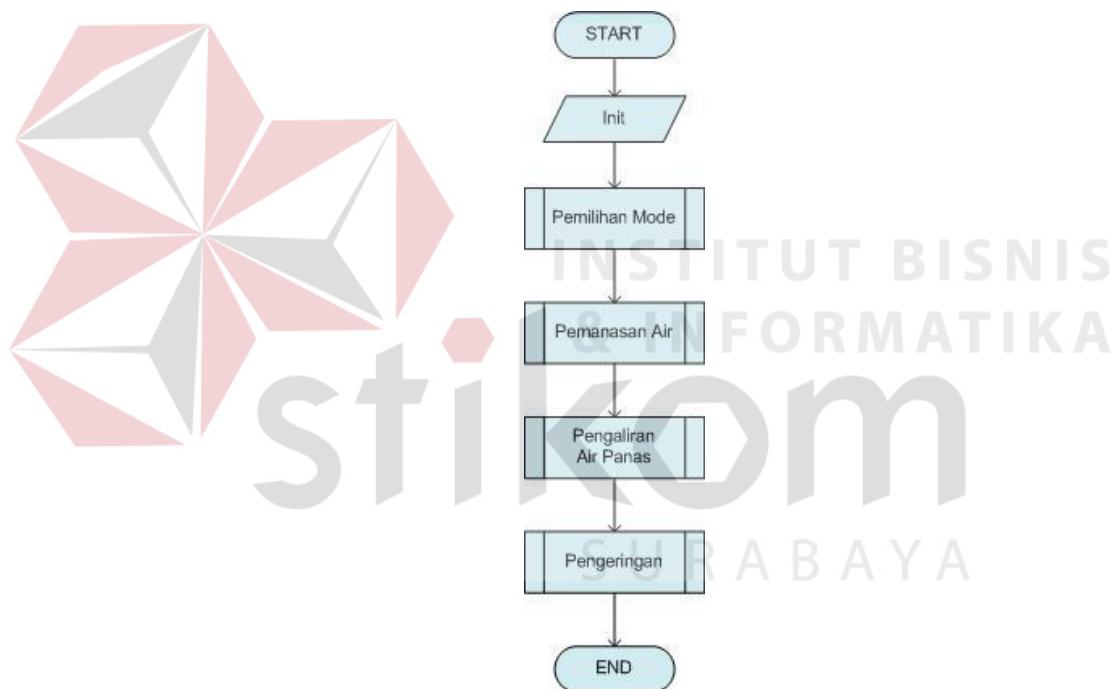 START
Init
Pemilihan Mode
INSTITUT BISNIS
Pemanasan Air
& INFORMATIKA
stikom
Pengaliran
Air Panas
Pengeringan
SURABAYA
END